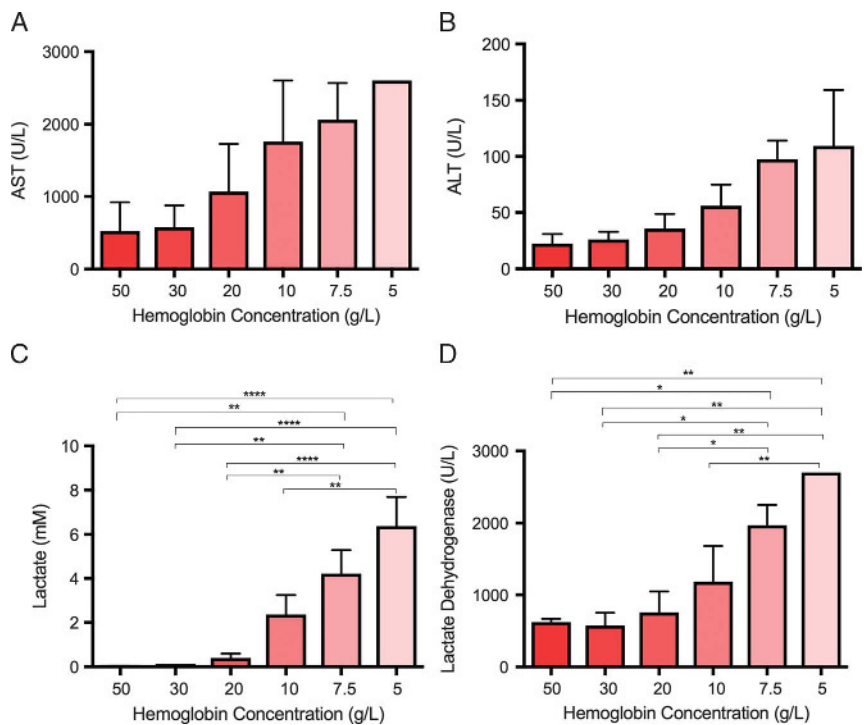 A
3000
2000
1000
0
AST (U/L)
50 30 20 10 7.5 5
Hemoglobin Concentration (g/L)
B
200
150
100
50
0
ALT (U/L)
50 30 20 10 7.5 5
Hemoglobin Concentration (g/L)
C
****
**
****
**
****
**
**
10
8
6
4
2
0
Lactate (mM)
50 30 20 10 7.5 5
Hemoglobin Concentration (g/L)
D
**
*
**
*
**
*
**
3000
2000
1000
0
Lactate Dehydrogenase (U/L)
50 30 20 10 7.5 5
Hemoglobin Concentration (g/L)